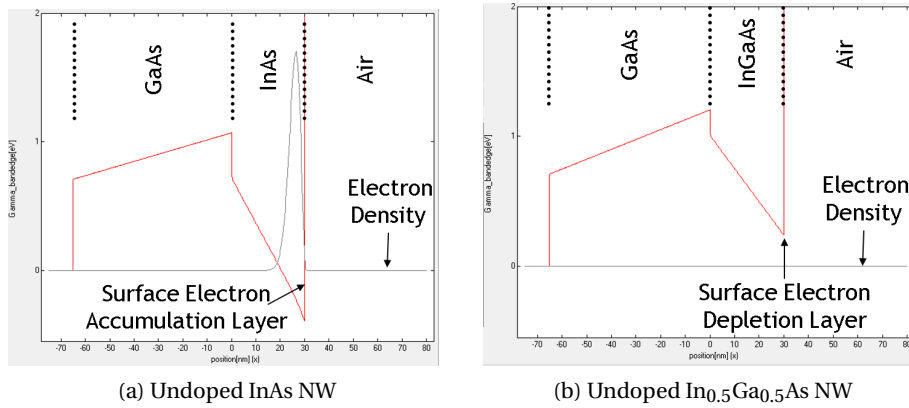 2
1
0
Gamma_bandedge[eV]
GaAs
InAs
Air
Electron
Density
Surface Electron
Accumulation Layer
-70 -60 -50 -40 -30 -20 -10 0 10 20 30 40 50 60 70 80
position[nm] (x)
(a) Undoped InAs NW
2
1
0
Gamma_bandedge[eV]
GaAs
InGaAs
Air
Electron
Density
Surface Electron
Depletion Layer
-70 -60 -50 -40 -30 -20 -10 0 10 20 30 40 50 60 70 80
position[nm] (x)
(b) Undoped In₀.₅Ga₀.₅As NW